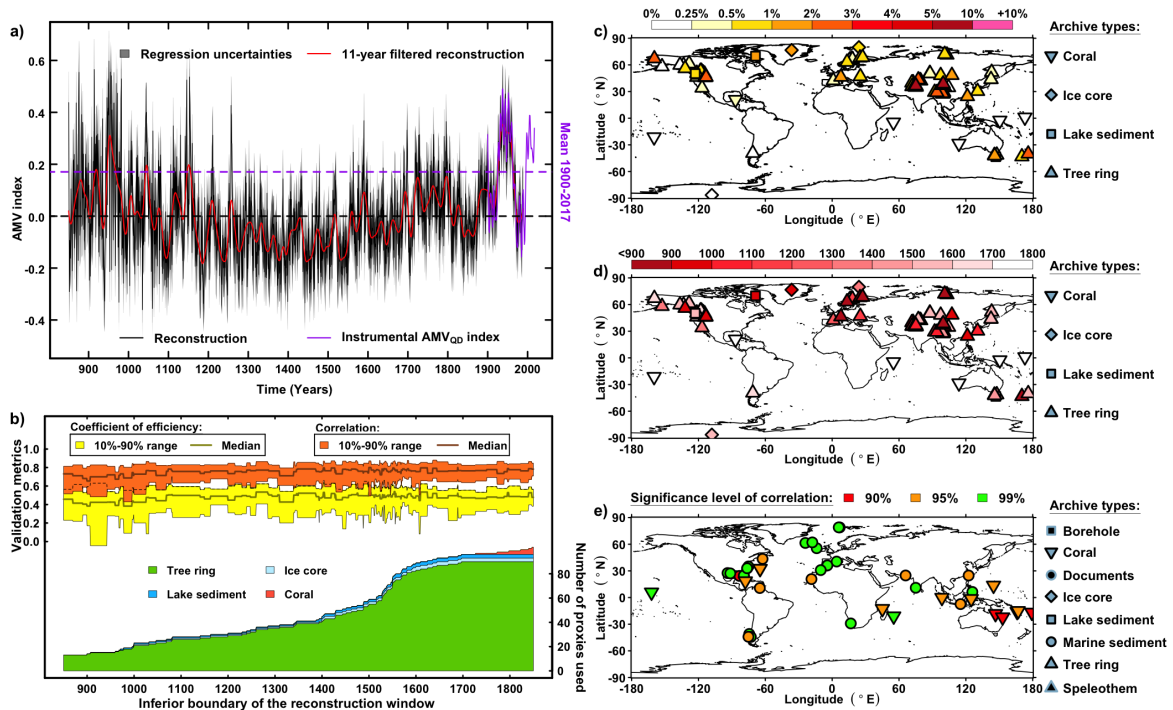 a)
Regression uncertainties
11-year filtered reconstruction
0.6
0.4
0.2
0.0
-0.2
-0.4
AMV index
Mean 1900-2017
Reconstruction
Instrumental AMVQD index
900 1000 1100 1200 1300 1400 1500 1600 1700 1800 1900 2000
Time (Years)
b)
Coefficient of efficiency:
10%-90% range
Median
Correlation:
10%-90% range
Median
1.0
0.8
0.6
0.4
0.2
0.0
Validation metrics
Tree ring
Ice core
Lake sediment
Coral
80
60
40
20
0
Number of proxies used
900 1000 1100 1200 1300 1400 1500 1600 1700 1800
Inferior boundary of the reconstruction window
c)
0% 0.25% 0.5% 1% 2% 3% 4% 5% 10% +10%
90
60
30
0
-30
-60
-90
Latitude (°N)
-180 -120 -60 0 60 120 180
Longitude (°E)
Archive types:
Coral
Ice core
Lake sediment
Tree ring
d)
<900 900 1000 1100 1200 1300 1400 1500 1600 1700 1800
90
60
30
0
-30
-60
-90
Latitude (°N)
-180 -120 -60 0 60 120 180
Longitude (°E)
Archive types:
Coral
Ice core
Lake sediment
Tree ring
e)
Significance level of correlation:
90%
95%
99%
90
60
30
0
-30
-60
-90
Latitude (°N)
-180 -120 -60 0 60 120 180
Longitude (°E)
Archive types:
Borehole
Coral
Documents
Ice core
Lake sediment
Marine sediment
Tree ring
Speleothem